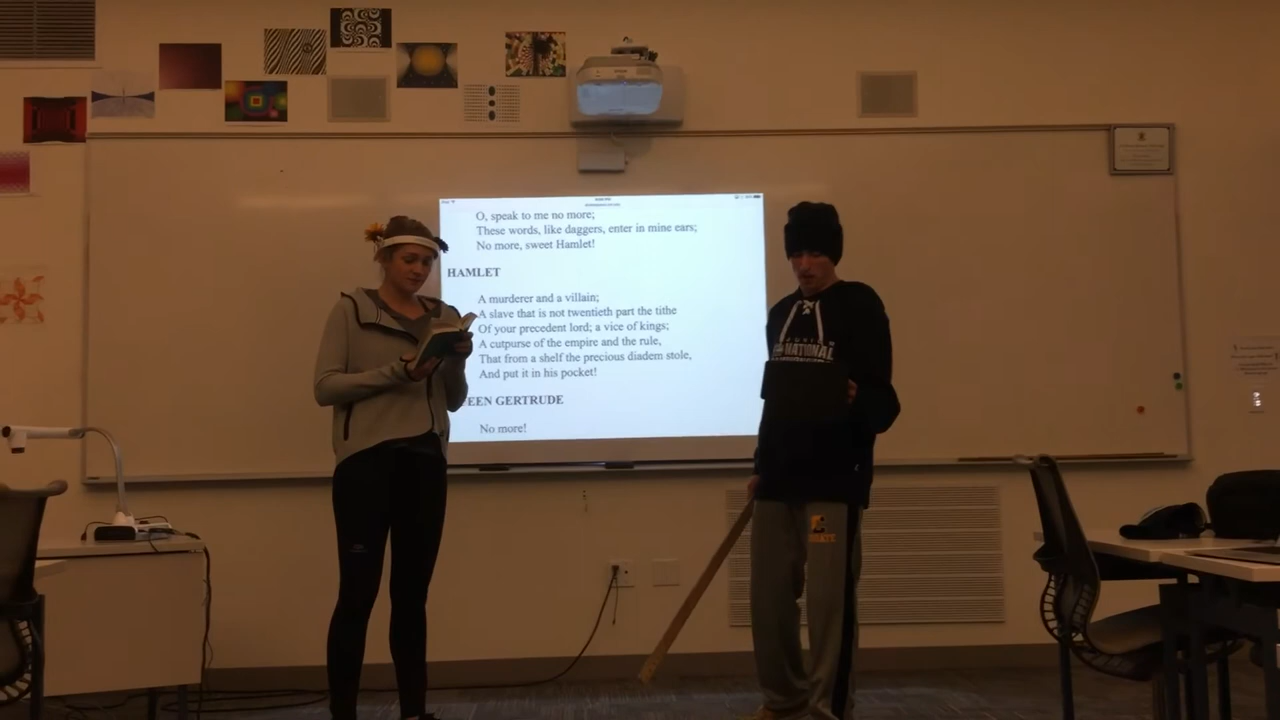 EPSON
O, speak to me no more;
These words, like daggers, enter in mine ears;
No more, sweet Hamlet!
HAMLET
A murderer and a villain;
A slave that is not twentieth part the tithe
Of your precedent lord; a vice of kings;
A cutpurse of the empire and the rule,
That from a shelf the precious diadem stole,
And put it in his pocket!
EEN GERTRUDE
No more!
NATIONAL